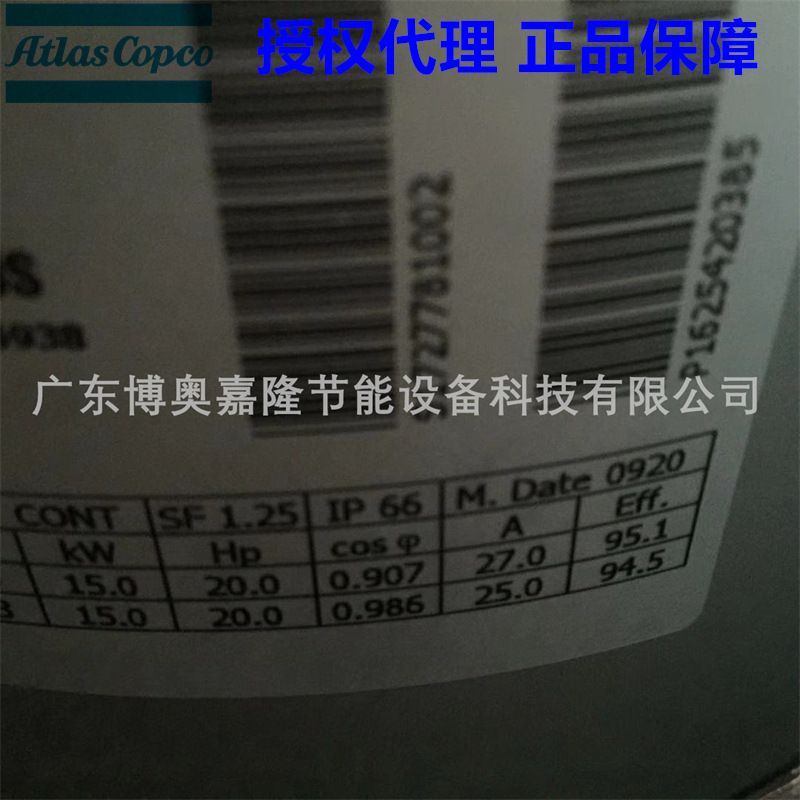 Atlas Copco
授权代理 正品保障
P1625420385
广东博奥嘉隆节能设备科技有限公司
CONT SF 1.25 IP 66 M. Date 0920
kW Hp cos φ A Eff.
15.0 20.0 0.907 27.0 95.1
15.0 20.0 0.986 25.0 94.5